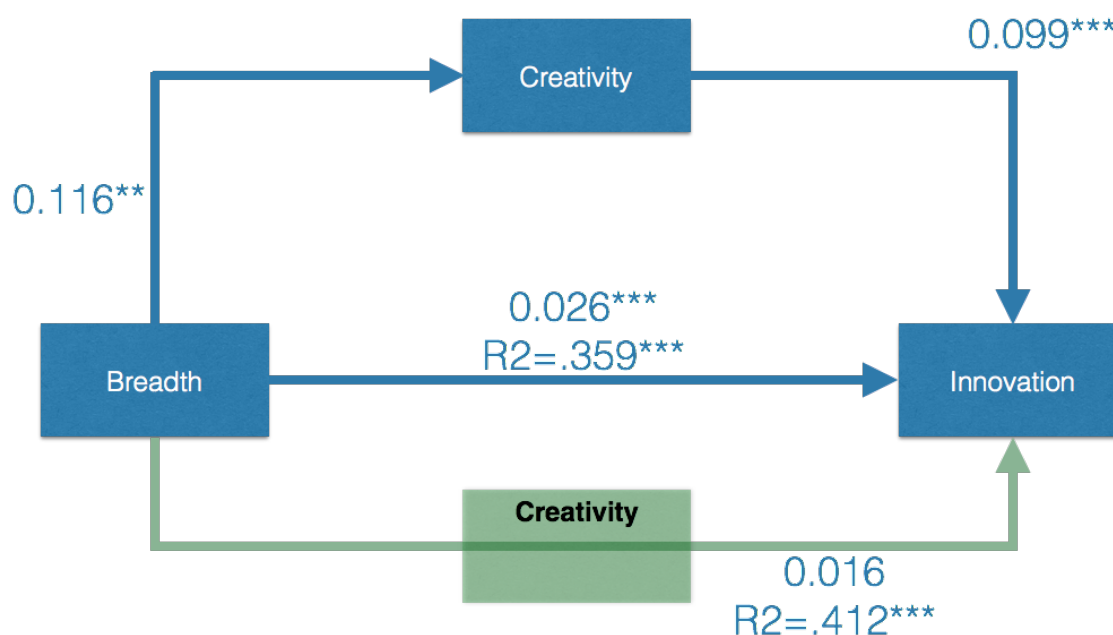 0.099***
Creativity
0.116**
0.026***
R2=.359***
Breadth
Innovation
Creativity
0.016
R2=.412***